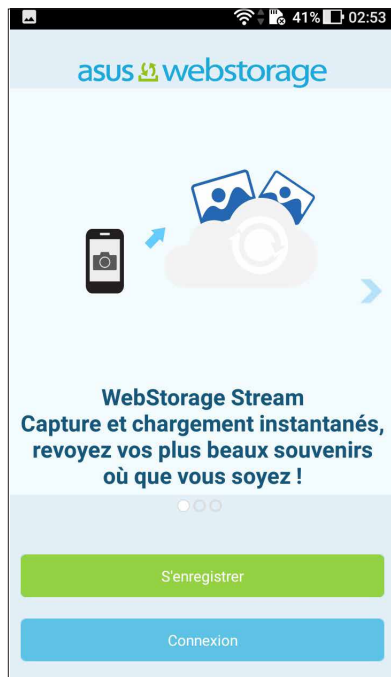 41% 02:53
asus webstorage
WebStorage Stream
Capture et chargement instantanés,
revoyez vos plus beaux souvenirs
où que vous soyez !
S'enregistrer
Connexion